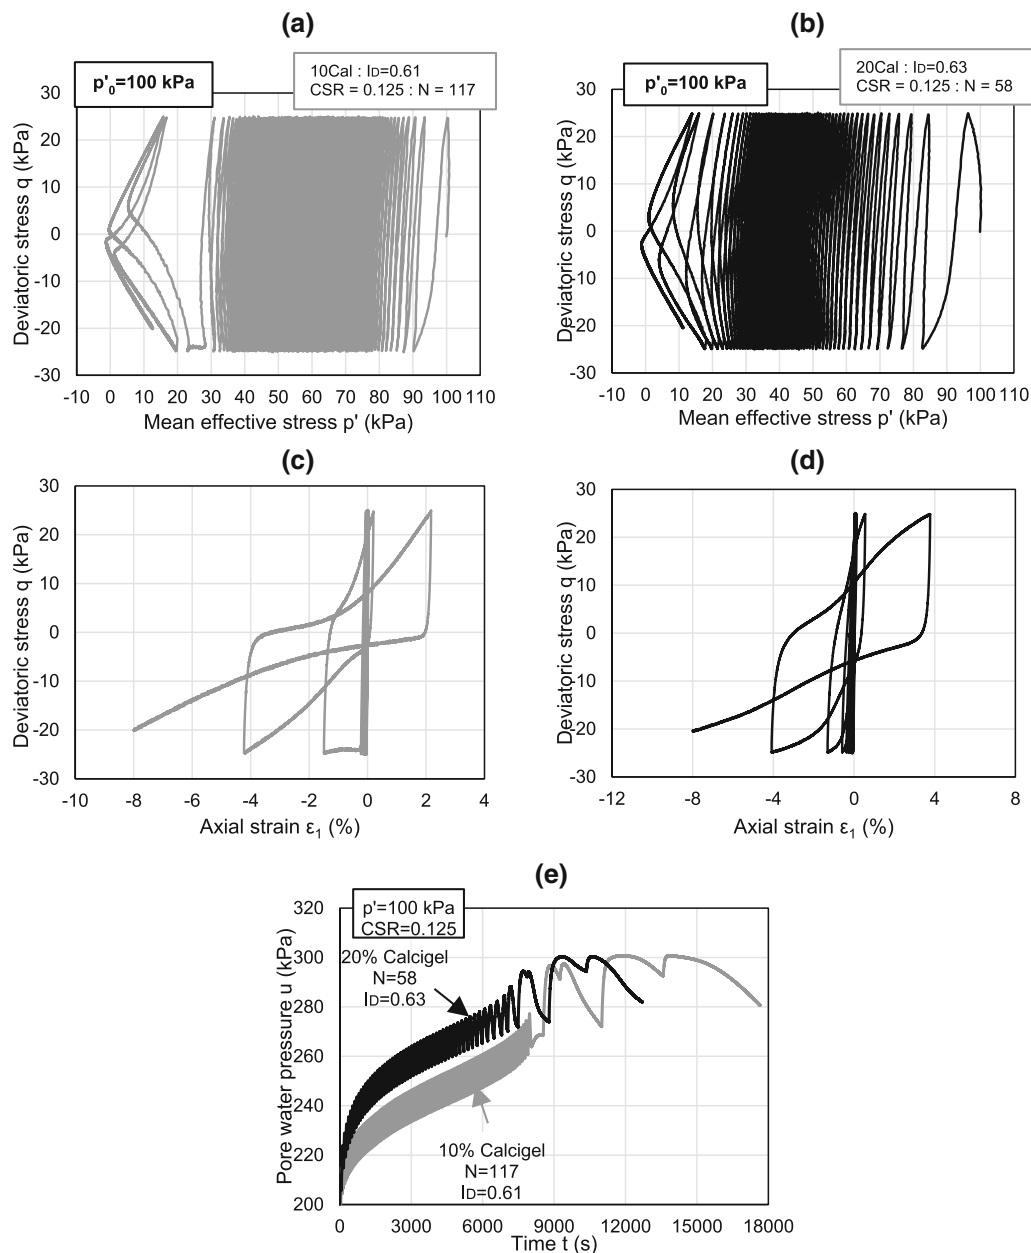 (a)
p'0=100 kPa
10Cal : ID=0.61
CSR = 0.125 : N = 117
30
20
10
0
-10
-20
-30
Deviatoric stress q (kPa)
-10 0 10 20 30 40 50 60 70 80 90 100 110
Mean effective stress p' (kPa)
(b)
p'0=100 kPa
20Cal : ID=0.63
CSR = 0.125 : N = 58
30
20
10
0
-10
-20
-30
Deviatoric stress q (kPa)
-10 0 10 20 30 40 50 60 70 80 90 100 110
Mean effective stress p' (kPa)
(c)
30
20
10
0
-10
-20
-30
Deviatoric stress q (kPa)
-10 -8 -6 -4 -2 0 2 4
Axial strain ε1 (%)
(d)
30
20
10
0
-10
-20
-30
Deviatoric stress q (kPa)
-12 -8 -4 0 4 8
Axial strain ε1 (%)
(e)
p'=100 kPa
CSR=0.125
320
300
280
260
240
220
200
Pore water pressure u (kPa)
20% Calcigel
N=58
ID=0.63
10% Calcigel
N=117
ID=0.61
0 3000 6000 9000 12000 15000 18000
Time t (s)